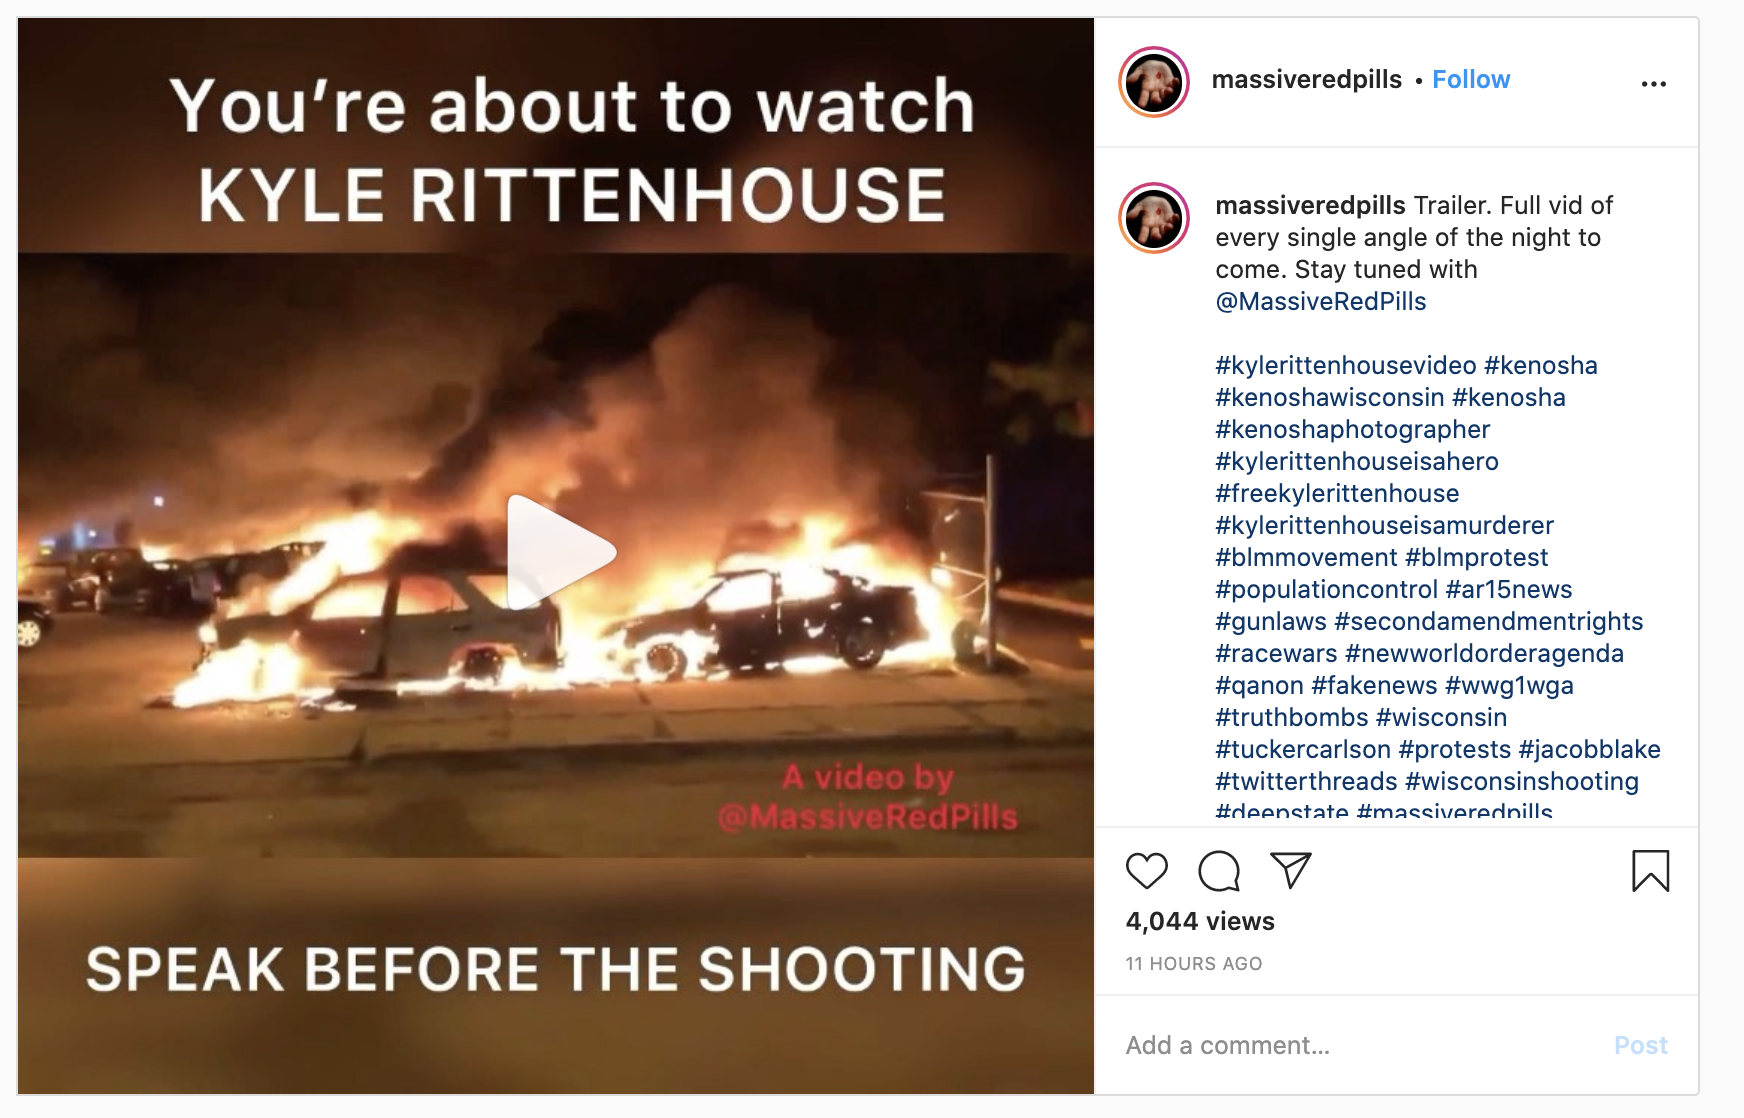 You're about to watch
KYLE RITTENHOUSE
A video by
@MassiveRedPills
SPEAK BEFORE THE SHOOTING
massiveredpills • Follow
massiveredpills Trailer. Full vid of
every single angle of the night to
come. Stay tuned with
@MassiveRedPills
#kylerittenhousevideo #kenosha
#kenoshawisconsin #kenosha
#kenoshaphotographer
#kylerittenhouseisahero
#freekylerittenhouse
#kylerittenhouseisamurderer
#blmmovement #blmprotest
#populationcontrol #ar15news
#gunlaws #secondamendmentrights
#racewars #newworldorderagenda
#qanon #fakenews #wwg1wga
#truthbombs #wisconsin
#tuckercarlson #protests #jacobblake
#twitterthreads #wisconsinshooting
#deepstate #massiveredpills
4,044 views
11 HOURS AGO
Add a comment...
Post